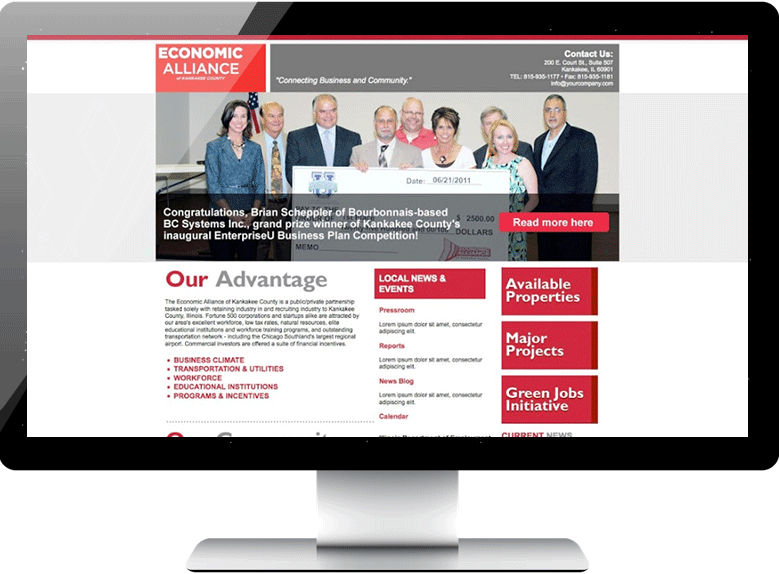 ECONOMIC
ALLIANCE
of KANKAKEE COUNTY
"Connecting Business and Community."
Contact Us:
200 E. Court St., Suite 507
Kankakee, IL 60901
TEL: 815-935-1177 • Fax: 815-935-1181
info@yourcompany.com
Date: 06/21/2011
PAY TO THE
$ 2500.00
DOLLARS
MEMO
Congratulations, Brian Scheppler of Bourbonnais-based
BC Systems Inc., grand prize winner of Kankakee County's
inaugural EnterpriseU Business Plan Competition!
Read more here
Our Advantage
The Economic Alliance of Kankakee County is a public/private partnership
tasked solely with retaining industry in and recruiting industry to Kankakee
County, Illinois. Fortune 500 corporations and startups alike are attracted by
our area's excellent workforce, low tax rates, natural resources, elite
educational institutions and workforce training programs, and outstanding
transportation network - including the Chicago Southland's largest regional
airport. Commercial investors are offered a suite of financial incentives.
• BUSINESS CLIMATE
• TRANSPORTATION & UTILITIES
• WORKFORCE
• EDUCATIONAL INSTITUTIONS
• PROGRAMS & INCENTIVES
LOCAL NEWS &
EVENTS
Pressroom
Lorem ipsum dolor sit amet, consectetur
adipiscing elit.
Reports
Lorem ipsum dolor sit amet, consectetur
adipiscing elit.
News Blog
Lorem ipsum dolor sit amet, consectetur
adipiscing elit.
Calendar
Available
Properties
Major
Projects
Green Jobs
Initiative
CURRENT NEWS